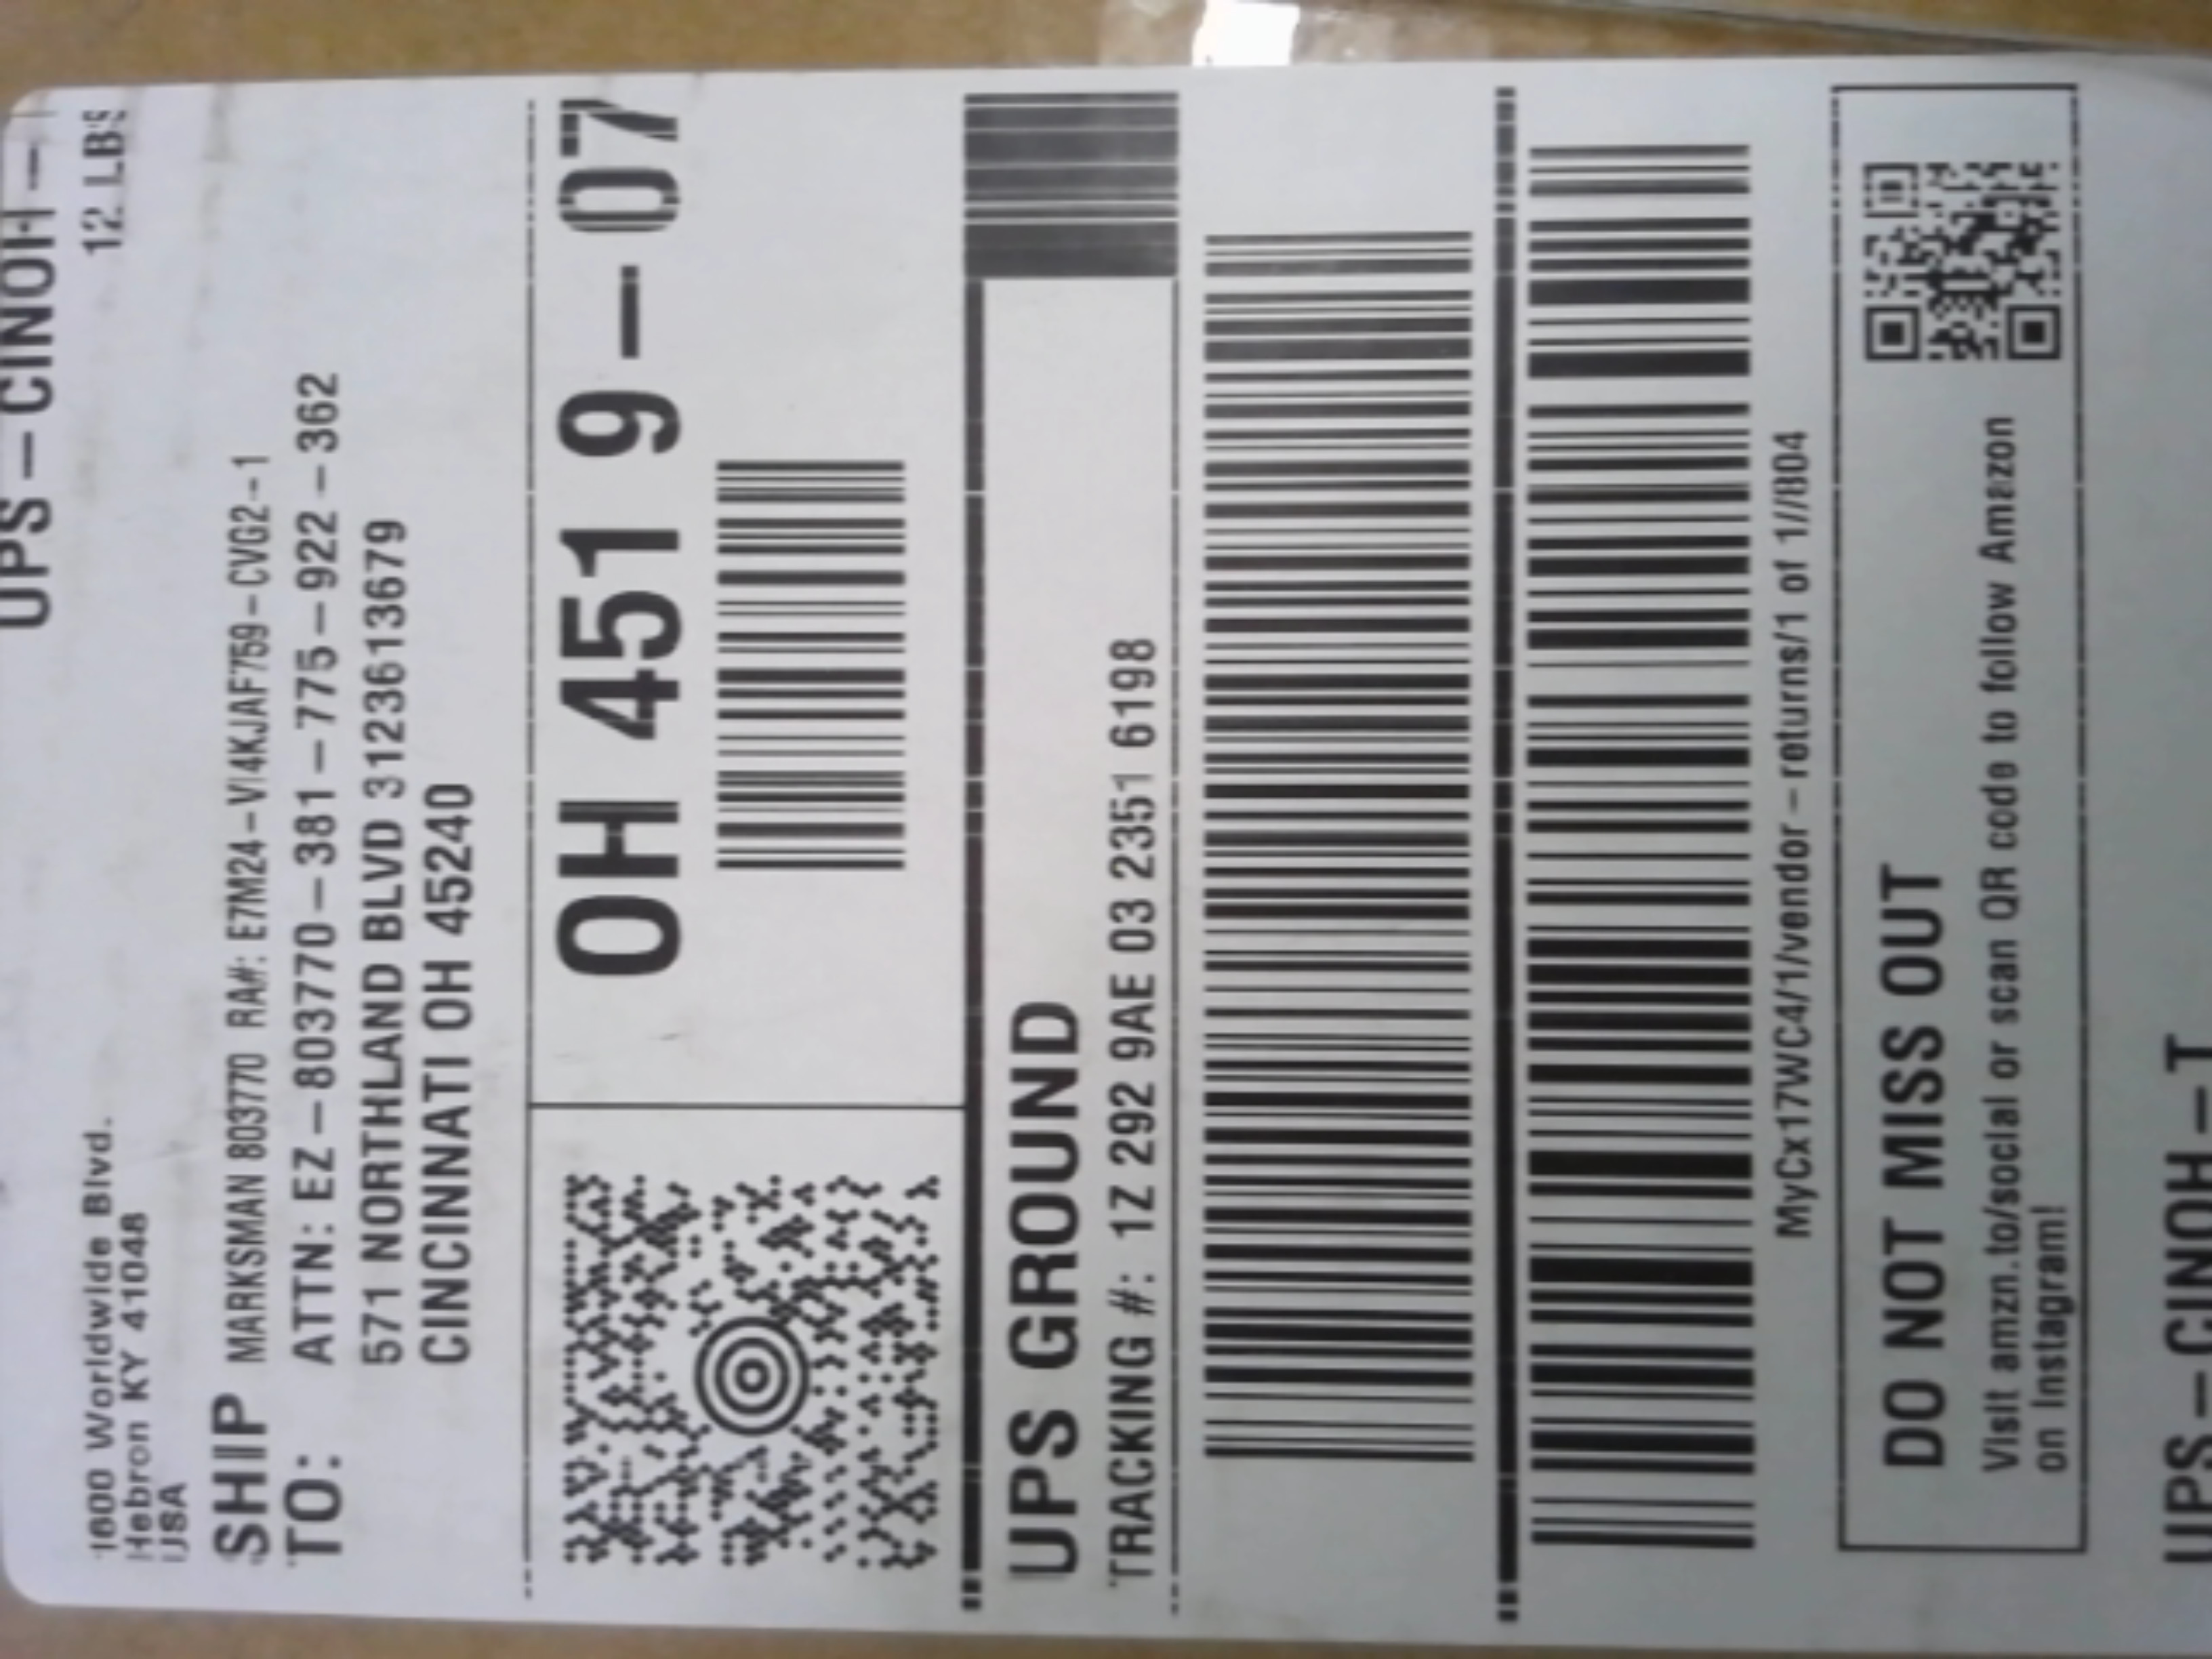 UPS-CINOH-
12 LBS
1600 Worldwide Blvd.
Hebron KY 41048
USA
SHIP TO:
MARKSMAN 803770 RA#: E7M24-VI4KJAF759-CVG2--1
ATTN: EZ-803770-381-775-922-362
571 NORTHLAND BLVD 3123613679
CINCINNATI OH 45240
OH 451 9-07
UPS GROUND
TRACKING #: 1Z 292 9AE 03 2351 6198
MyCx17WC4/1/vendor-returns/1 of 1//804
DO NOT MISS OUT
Visit amzn.to/social or scan QR code to follow Amazon
on Instagram!
UPS-CINOH-T